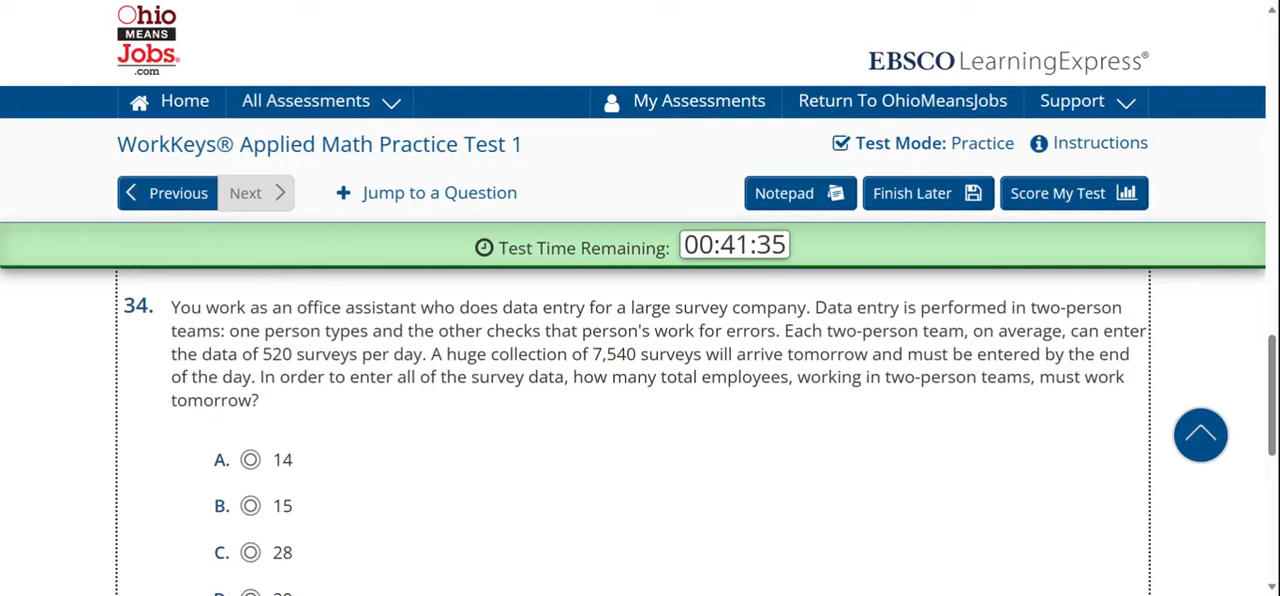 Ohio
MEANS
Jobs
.com
EBSCO LearningExpress®
Home All Assessments My Assessments Return To OhioMeansJobs Support
WorkKeys® Applied Math Practice Test 1 Test Mode: Practice Instructions
Previous Next + Jump to a Question Notepad Finish Later Score My Test
Test Time Remaining: 00:41:35
34. You work as an office assistant who does data entry for a large survey company. Data entry is performed in two-person
teams: one person types and the other checks that person's work for errors. Each two-person team, on average, can enter
the data of 520 surveys per day. A huge collection of 7,540 surveys will arrive tomorrow and must be entered by the end
of the day. In order to enter all of the survey data, how many total employees, working in two-person teams, must work
tomorrow?
A. 14
B. 15
C. 28